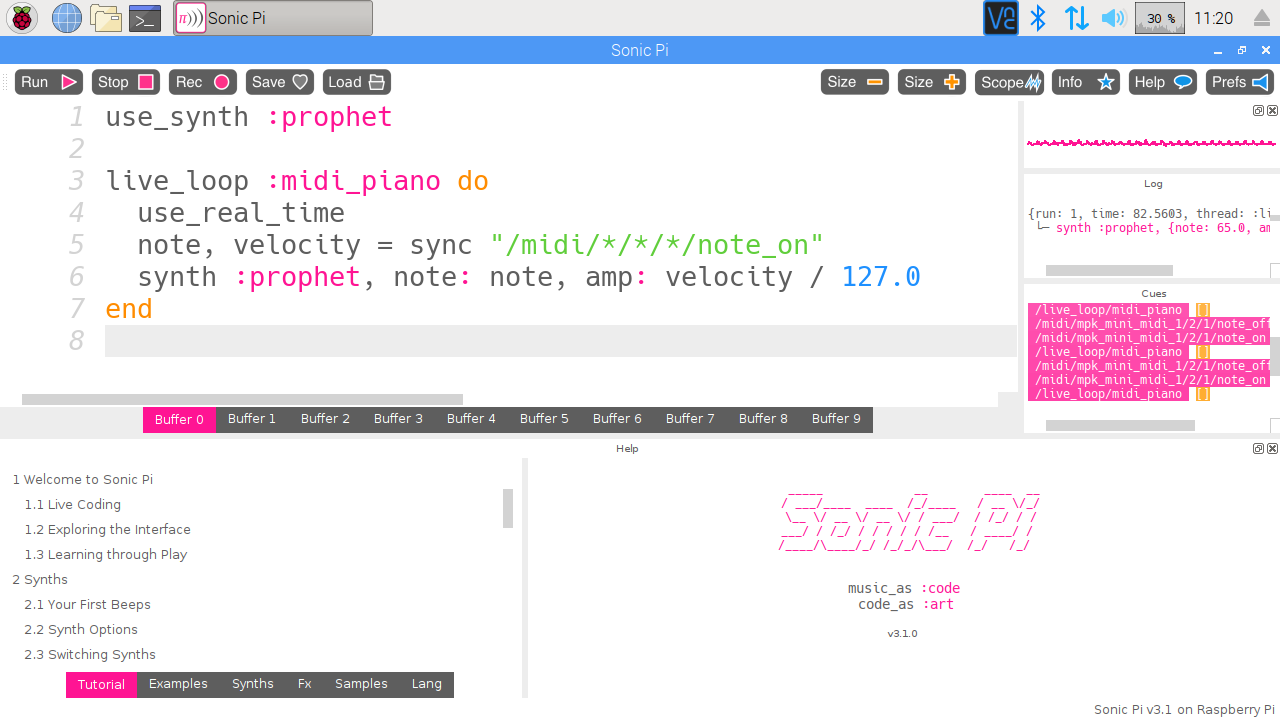 Sonic Pi
30 %
11:20
Sonic Pi
Run Stop Rec Save Load Size Size Scope Info Help Prefs
1 use_synth :prophet
2
3 live_loop :midi_piano do
4 use_real_time
5 note, velocity = sync "/midi/*/*/*/note_on"
6 synth :prophet, note: note, amp: velocity / 127.0
7 end
8
Buffer 0 Buffer 1 Buffer 2 Buffer 3 Buffer 4 Buffer 5 Buffer 6 Buffer 7 Buffer 8 Buffer 9
Log
{run: 1, time: 82.5603, thread: :li
└─ synth :prophet, {note: 65.0, am
Cues
/live_loop/midi_piano []
/midi/mpk_mini_midi_1/2/1/note_off
/midi/mpk_mini_midi_1/2/1/note_on
/live_loop/midi_piano []
/midi/mpk_mini_midi_1/2/1/note_off
/midi/mpk_mini_midi_1/2/1/note_on
/live_loop/midi_piano []
Help
1 Welcome to Sonic Pi
1.1 Live Coding
1.2 Exploring the Interface
1.3 Learning through Play
2 Synths
2.1 Your First Beeps
2.2 Synth Options
2.3 Switching Synths
Tutorial Examples Synths Fx Samples Lang
Sonic Pi
music_as :code
code_as :art
v3.1.0
Sonic Pi v3.1 on Raspberry Pi